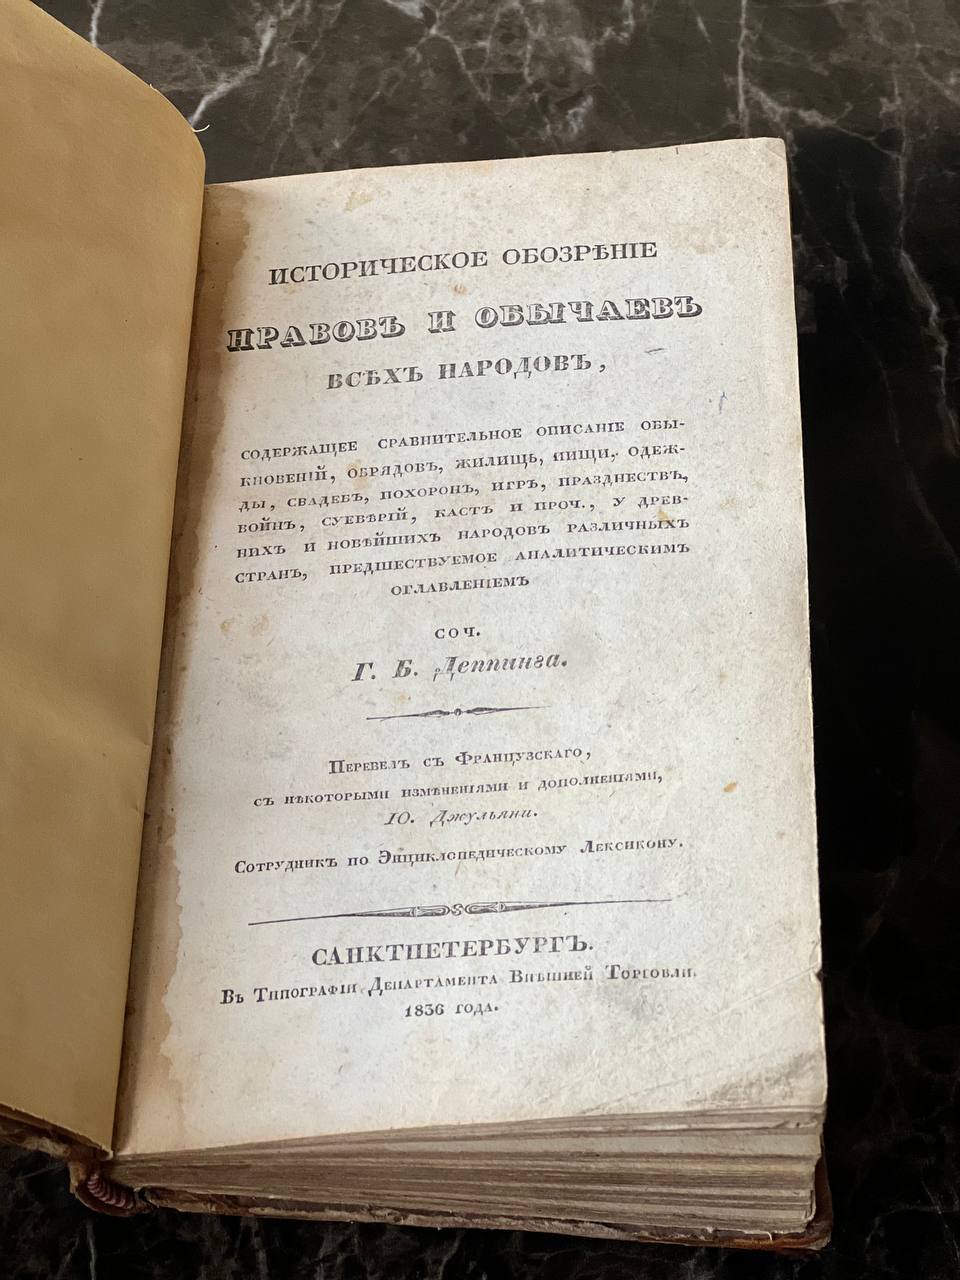 ИСТОРИЧЕСКОЕ ОБОЗРѢНІЕ
НРАВОВЪ И ОБЫЧАЕВЪ
ВСѢХЪ НАРОДОВЪ,
СОДЕРЖАЩЕЕ СРАВНИТЕЛЬНОЕ ОПИСАНІЕ ОБЫ-
КНОВЕНІЙ, ОБРЯДОВЪ, ЖИЛИЩЬ, ПИЩИ, ОДЕЖ-
ДЫ, СВАДЕБЪ, ПОХОРОНЪ, ИГРЪ, ПРАЗДНЕСТВЪ,
ВОЙНЪ, СУЕВѢРІЙ, КАСТЪ И ПРОЧ., У ДРЕВ-
НИХЪ И НОВѢЙШИХЪ НАРОДОВЪ РАЗЛИЧНЫХЪ
СТРАНЪ, ПРЕДШЕСТВУЕМОЕ АНАЛИТИЧЕСКИМЪ
ОГЛАВЛЕНІЕМЪ
СОЧ.
Г. Б. Деппинга.
Перевелъ съ Французскаго,
съ нѣкоторыми измѣненіями и дополненіями,
Ю. Джульяни.
Сотрудникъ по Энциклопедическому Лексикону.
САНКТПЕТЕРБУРГЪ.
Въ Типографіи Департамента Внѣшней Торговли.
1836 года.